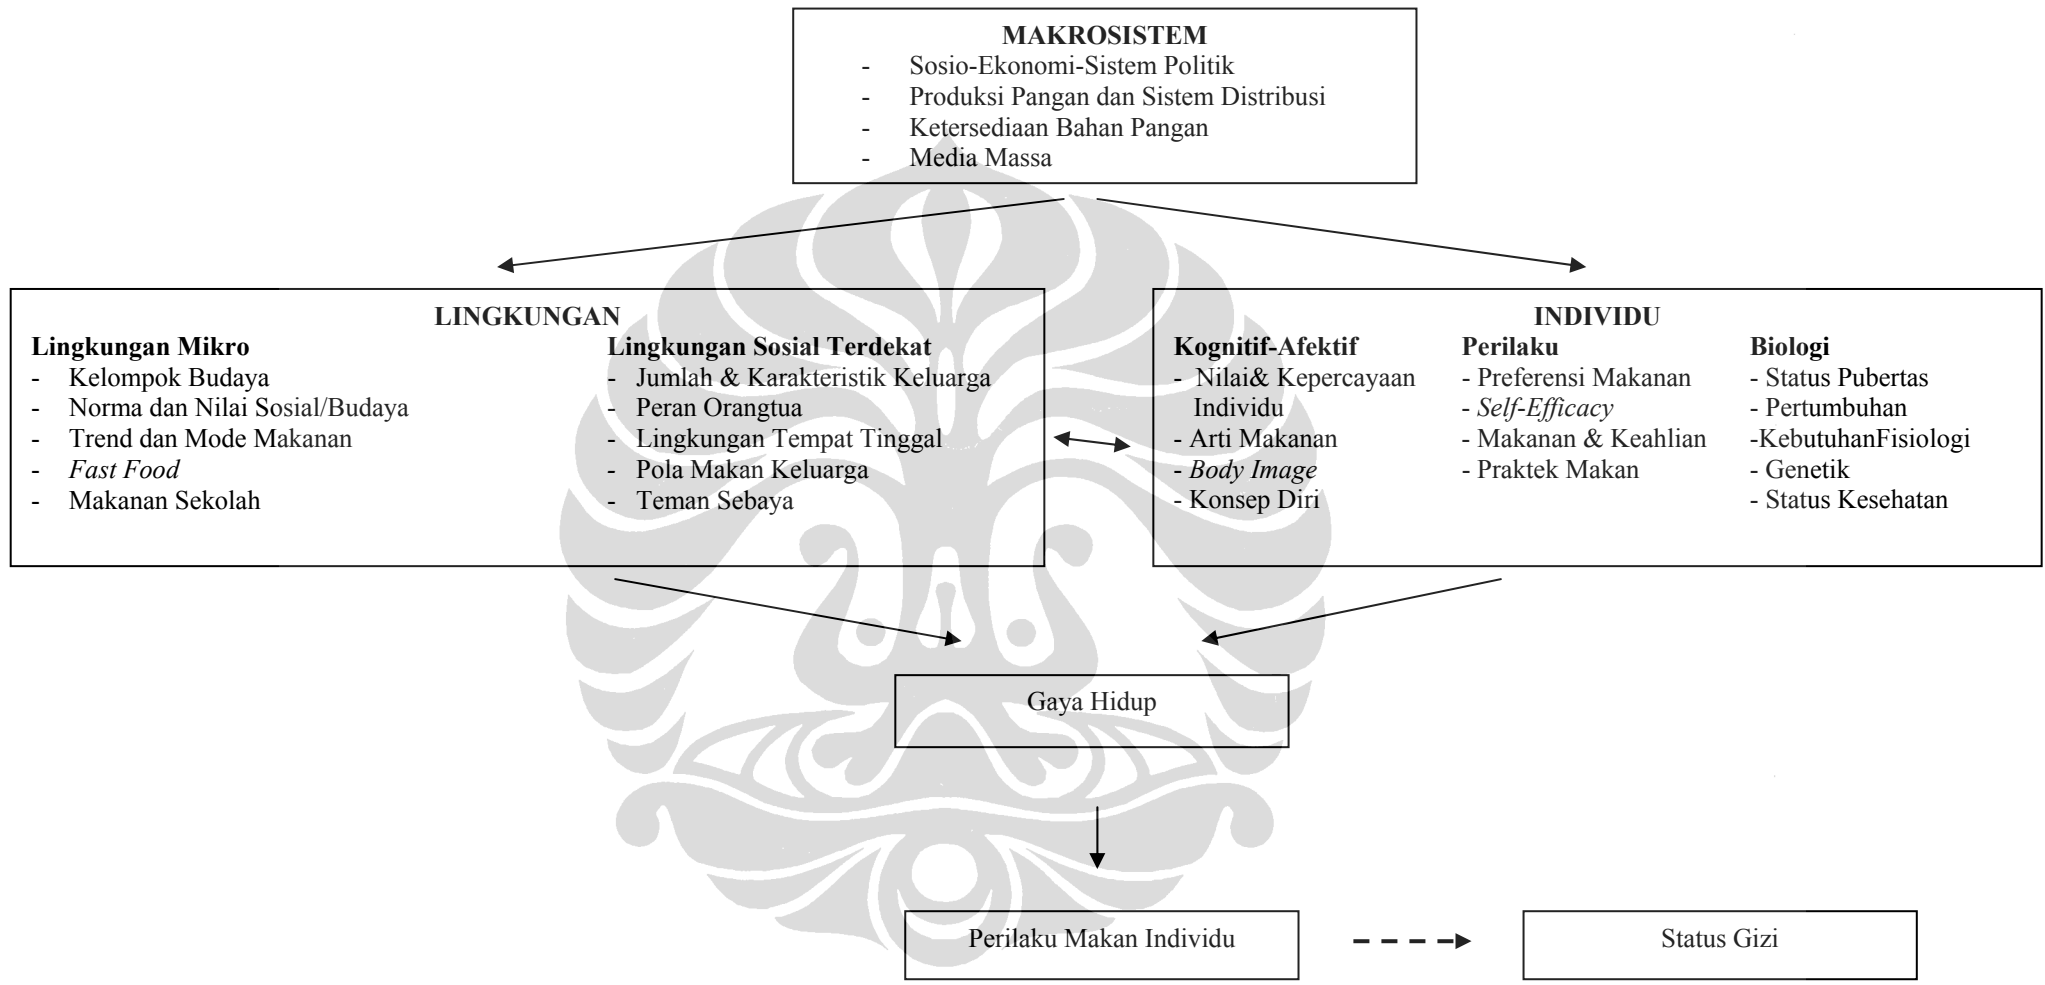 MAKROSISTEM
- Sosio-Ekonomi-Sistem Politik
- Produksi Pangan dan Sistem Distribusi
- Ketersediaan Bahan Pangan
- Media Massa
LINGKUNGAN
Lingkungan Mikro
- Kelompok Budaya
- Norma dan Nilai Sosial/Budaya
- Trend dan Mode Makanan
- Fast Food
- Makanan Sekolah
Lingkungan Sosial Terdekat
- Jumlah & Karakteristik Keluarga
- Peran Orangtua
- Lingkungan Tempat Tinggal
- Pola Makan Keluarga
- Teman Sebaya
INDIVIDU
Kognitif-Afektif
- Nilai& Kepercayaan
Individu
- Arti Makanan
- Body Image
- Konsep Diri
Perilaku
- Preferensi Makanan
- Self-Efficacy
- Makanan & Keahlian
- Praktek Makan
Biologi
- Status Pubertas
- Pertumbuhan
-KebutuhanFisiologi
- Genetik
- Status Kesehatan
Gaya Hidup
Perilaku Makan Individu
Status Gizi